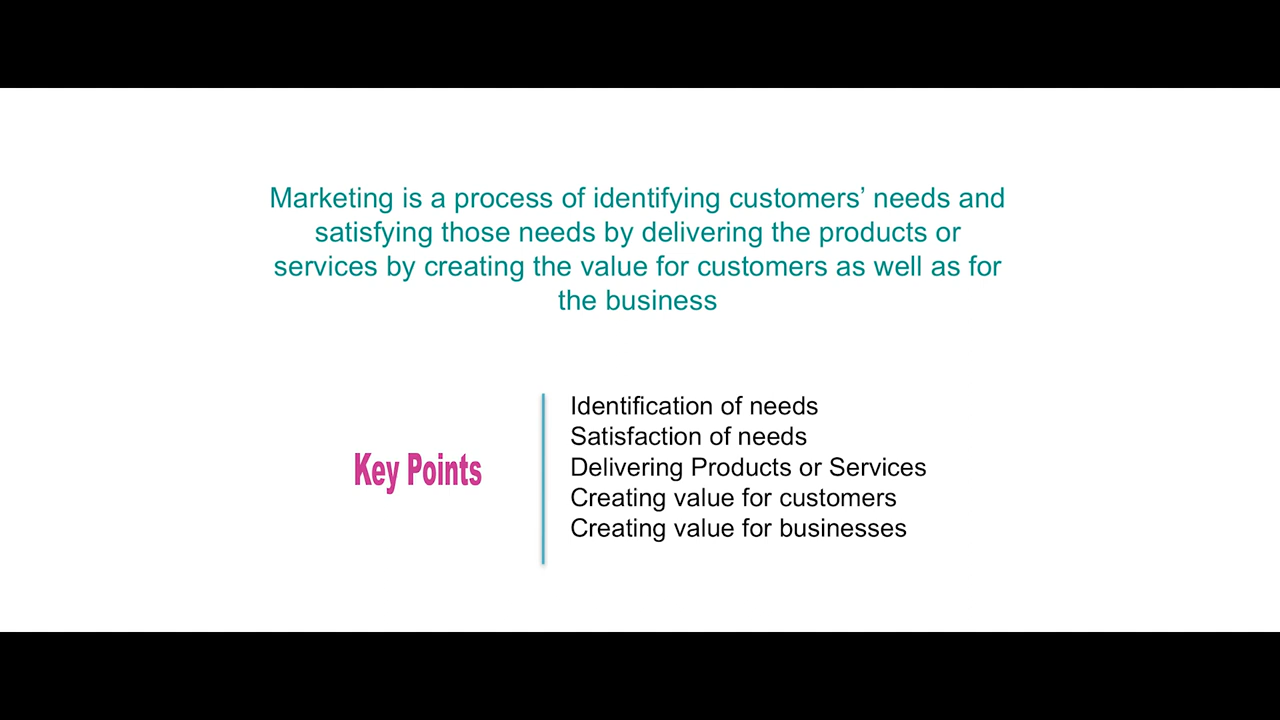 Marketing is a process of identifying customers’ needs and
satisfying those needs by delivering the products or
services by creating the value for customers as well as for
the business
Key Points
Identification of needs
Satisfaction of needs
Delivering Products or Services
Creating value for customers
Creating value for businesses